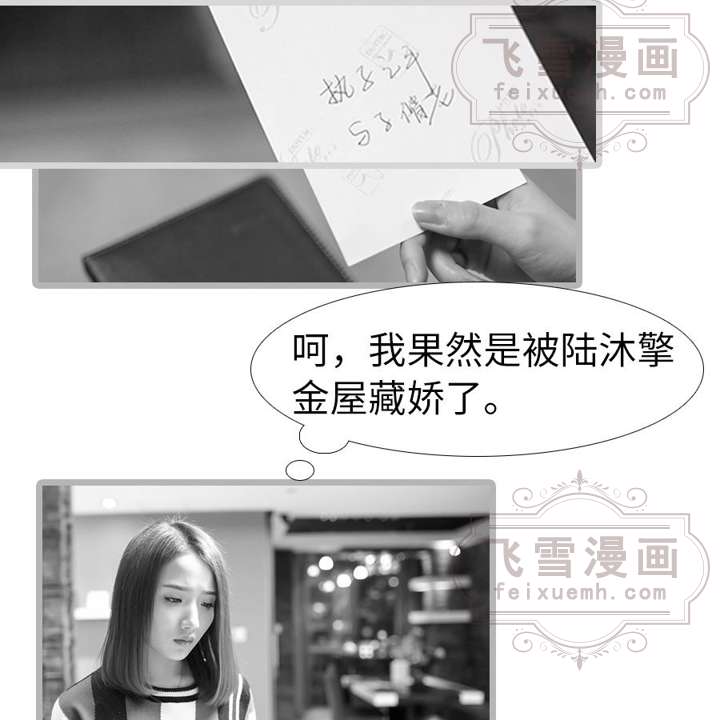 飞雪漫画
feixuemh.com
执子之手
与子偕老
呵，我果然是被陆沐擎
金屋藏娇了。
飞雪漫画
feixuemh.com